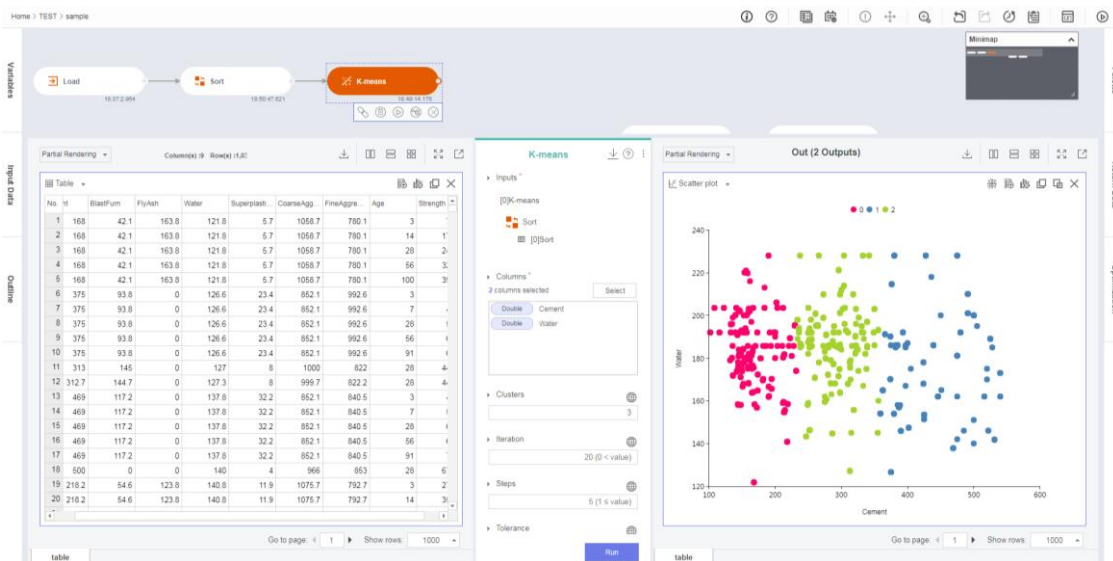 Home > TEST > sample
Minimap
Variables
Input Data
Outline
Load
Sort
K-means
Partial Rendering
Column(s) :9
Table
No.
BlastFurn
FlyAsh
Water
Superplash...
CoarseAgg...
FineAggre...
Age
Strength
1 168 42.1 163.8 121.8 5.7 1058.7 780.1 3
2 168 42.1 163.8 121.8 5.7 1058.7 780.1 14
3 168 42.1 163.8 121.8 5.7 1058.7 780.1 28
4 168 42.1 163.8 121.8 5.7 1058.7 780.1 56
5 168 42.1 163.8 121.8 5.7 1058.7 780.1 100
6 375 93.8 0 126.6 23.4 852.1 992.6 3
7 375 93.8 0 126.6 23.4 852.1 992.6 7
8 375 93.8 0 126.6 23.4 852.1 992.6 28
9 375 93.8 0 126.6 23.4 852.1 992.6 56
10 375 93.8 0 126.6 23.4 852.1 992.6 91
11 313 145 0 127 8 1000 822 28
12 312.7 144.7 0 127.3 8 999.7 822.2 28
13 469 117.2 0 137.8 32.2 852.1 840.5 3
14 469 117.2 0 137.8 32.2 852.1 840.5 7
15 469 117.2 0 137.8 32.2 852.1 840.5 28
16 469 117.2 0 137.8 32.2 852.1 840.5 56
17 469 117.2 0 137.8 32.2 852.1 840.5 91
18 500 0 0 140 4 966 853 28
19 218.2 54.6 123.8 140.8 11.9 1075.7 792.7 3
20 218.2 54.6 123.8 140.8 11.9 1075.7 792.7 14
Go to page: 1 Show rows: 1000
table
K-means
Inputs *
[0]K-means
Sort
[0]Sort
Columns *
2 columns selected
Select
Double Cement
Double Water
Clusters
3
Iteration
20 (0 < value)
Steps
5 (1 ≤ value)
Tolerance
Run
Partial Rendering
Out (2 Outputs)
Scatter plot
0 1 2
240
220
200
180
160
140
120
Water
100 200 300 400 500 600
Cement
Go to page: 1 Show rows: 1000
table